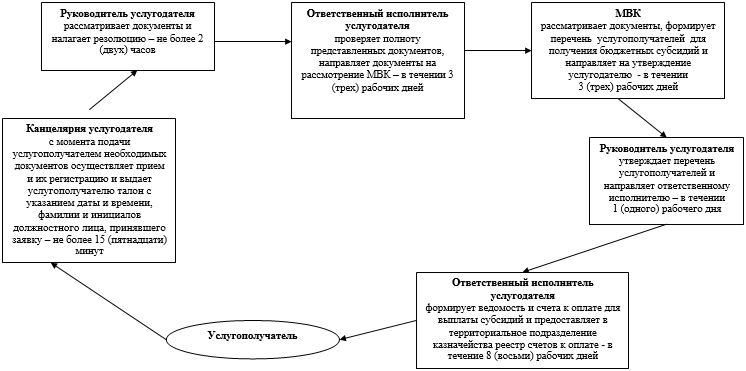 Руководитель услугодателя
рассматривает документы и
налагает резолюцию – не более 2
(двух) часов
Ответственный исполнитель
услугодателя
проверяет полноту
представленных документов,
направляет документы на
рассмотрение МВК – в течении 3
(трех) рабочих дней
МВК
рассматривает документы, формирует
перечень услугополучателей для
получения бюджетных субсидий и
направляет на утверждение
услугодателю - в течении
3 (трех) рабочих дней
Руководитель услугодателя
утверждает перечень
услугополучателей и
направляет ответственному
исполнителю – в течении
1 (одного) рабочего дня
Ответственный исполнитель
услугодателя
формирует ведомость и счета к оплате для
выплаты субсидий и предоставляет в
территориальное подразделение
казначейства реестр счетов к оплате - в
течение 8 (восьми) рабочих дней
Услугополучатель
Канцелярия услугодателя
с момента подачи
услугополучателем необходимых
документов осуществляет прием
и их регистрацию и выдает
услугополучателю талон с
указанием даты и времени,
фамилии и инициалов
должностного лица, принявшего
заявку – не более 15 (пятнадцати)
минут